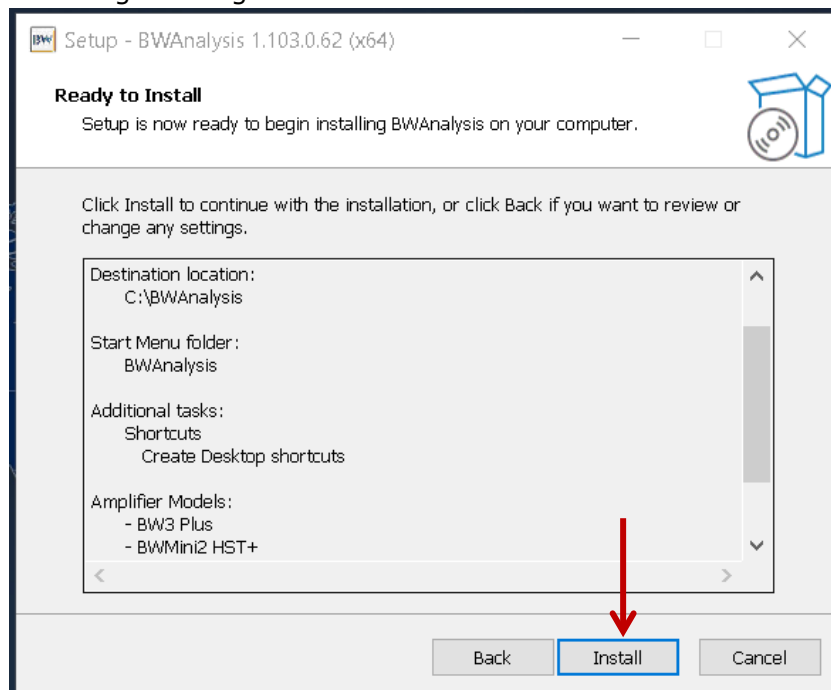 BW Setup - BWAnalysis 1.103.0.62 (x64)
Ready to Install
Setup is now ready to begin installing BWAnalysis on your computer.
Click Install to continue with the installation, or click Back if you want to review or
change any settings.
Destination location:
C:\BWAnalysis
Start Menu folder:
BWAnalysis
Additional tasks:
Shortcuts
Create Desktop shortcuts
Amplifier Models:
- BW3 Plus
- BWMini2 HST+
Back Install Cancel